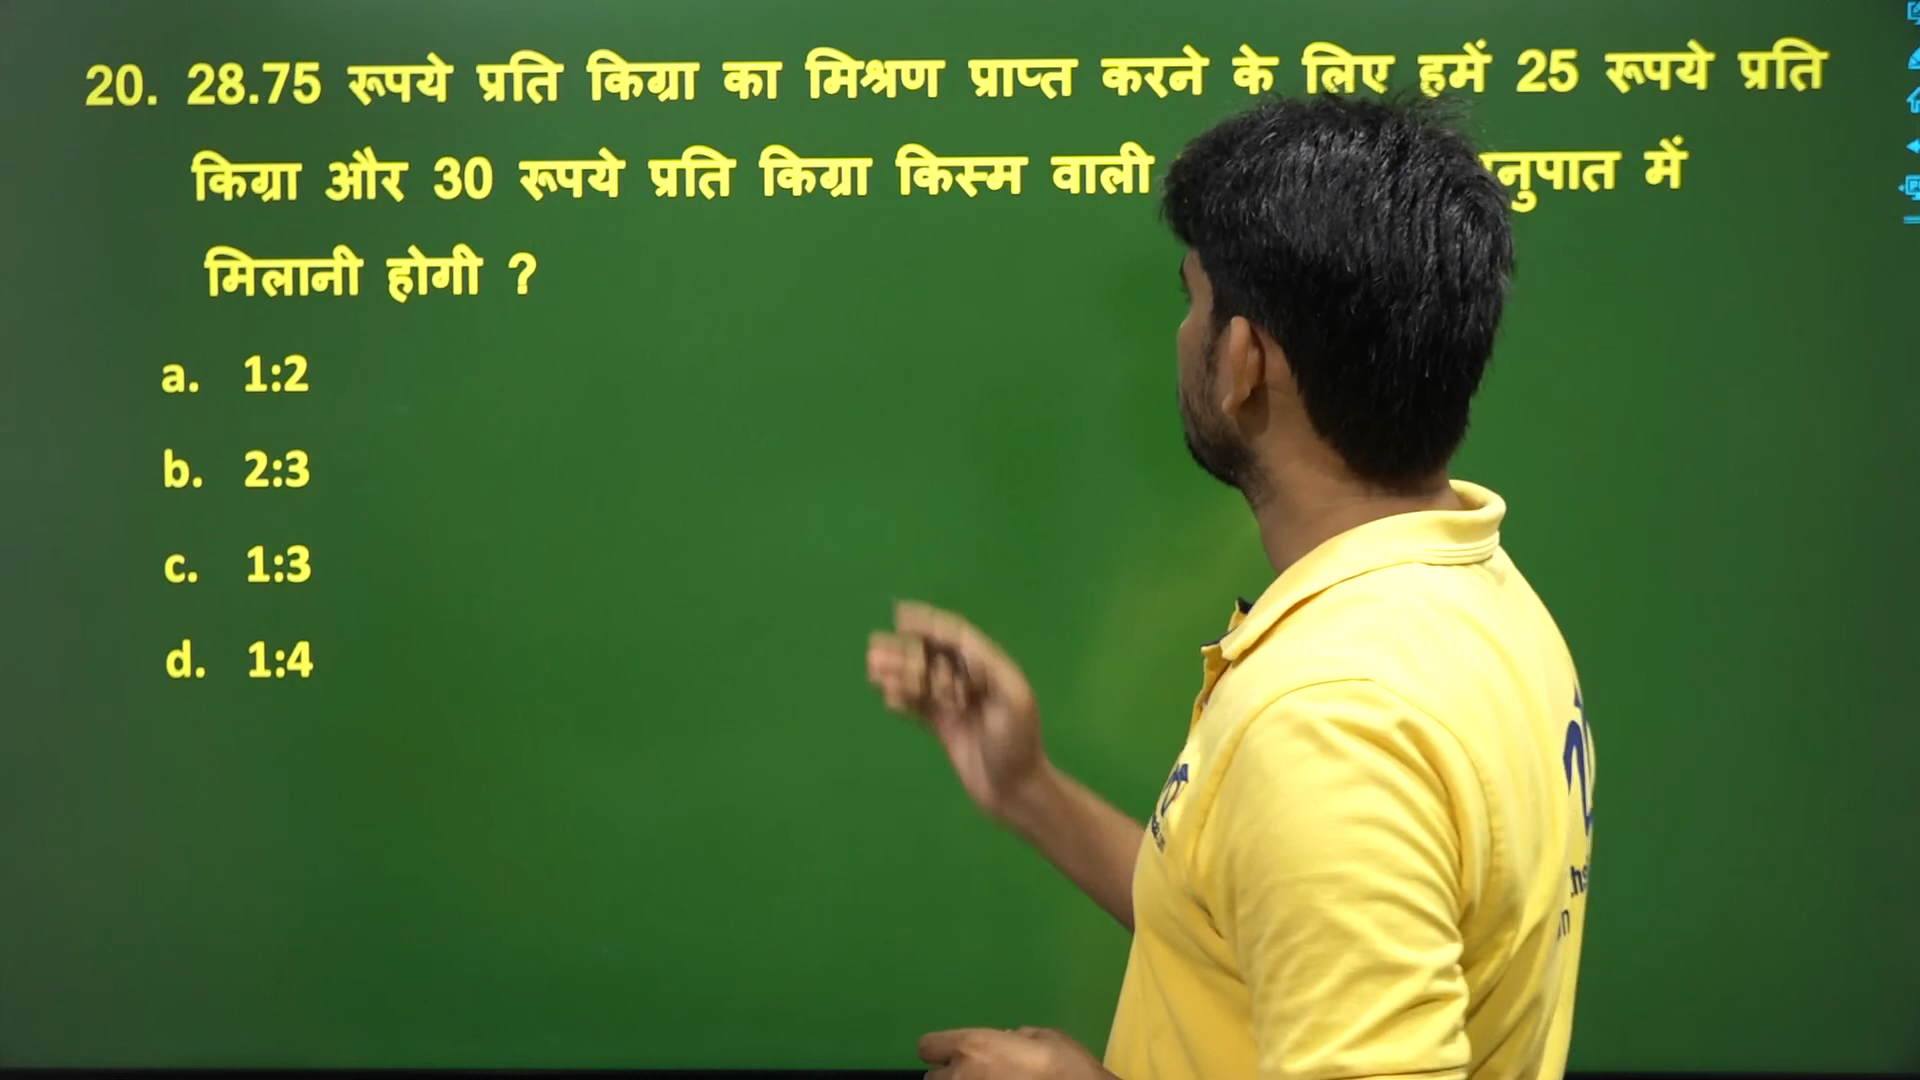 20. 28.75 रूपये प्रति किग्रा का मिश्रण प्राप्त करने के लिए हमें 25 रूपये प्रति
किग्रा और 30 रूपये प्रति किग्रा किस्म वाली नुपात में
मिलानी होगी ?
a. 1:2
b. 2:3
c. 1:3
d. 1:4